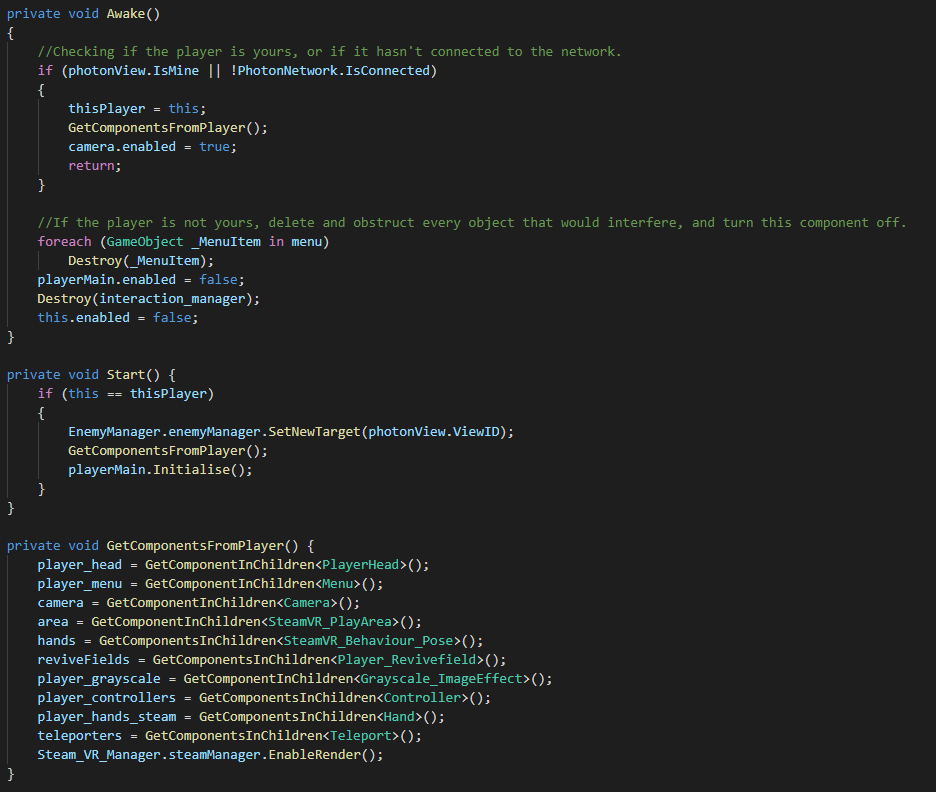 private void Awake()
{
    //Checking if the player is yours, or if it hasn't connected to the network.
    if (photonView.IsMine || !PhotonNetwork.IsConnected)
    {
        thisPlayer = this;
        GetComponentsFromPlayer();
        camera.enabled = true;
        return;
    }

    //If the player is not yours, delete and obstruct every object that would interfere, and turn this component off.
    foreach (GameObject _MenuItem in menu)
        Destroy(_MenuItem);
    playerMain.enabled = false;
    Destroy(interaction_manager);
    this.enabled = false;
}

private void Start() {
    if (this == thisPlayer)
    {
        EnemyManager.enemyManager.SetNewTarget(photonView.ViewID);
        GetComponentsFromPlayer();
        playerMain.Initialise();
    }
}

private void GetComponentsFromPlayer() {
    player_head = GetComponentInChildren<PlayerHead>();
    player_menu = GetComponentInChildren<Menu>();
    camera = GetComponentInChildren<Camera>();
    area = GetComponentInChildren<SteamVR_PlayArea>();
    hands = GetComponentsInChildren<SteamVR_Behaviour_Pose>();
    reviveFields = GetComponentsInChildren<Player_Revivefield>();
    player_grayscale = GetComponentInChildren<Grayscale_ImageEffect>();
    player_controllers = GetComponentsInChildren<Controller>();
    player_hands_steam = GetComponentsInChildren<Hand>();
    teleporters = GetComponentsInChildren<Teleport>();
    Steam_VR_Manager.steamManager.EnableRender();
}